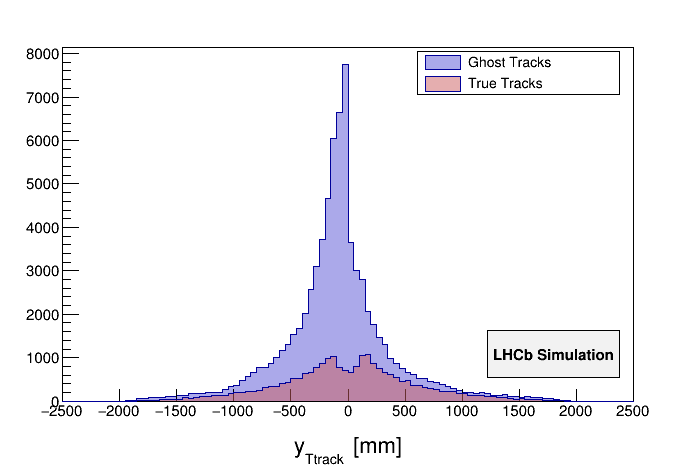 8000
7000
6000
5000
4000
3000
2000
1000
0
Ghost Tracks
True Tracks
LHCb Simulation
−2500 −2000 −1500 −1000 −500 0 500 1000 1500 2000 2500
yTtrack [mm]